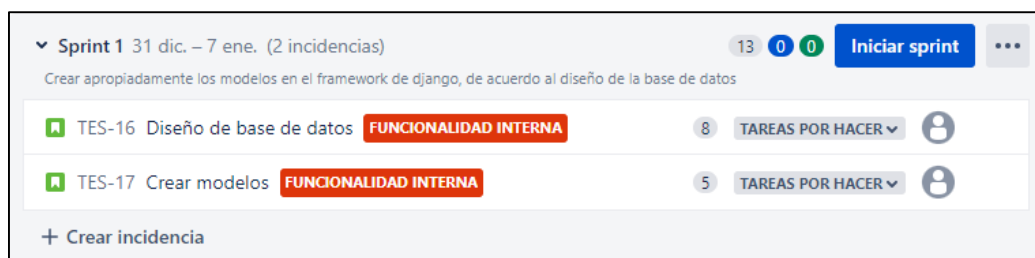 Sprint 1 31 dic. – 7 ene. (2 incidencias) 13 0 0 Iniciar sprint
Crear apropiadamente los modelos en el framework de django, de acuerdo al diseño de la base de datos
TES-16 Diseño de base de datos FUNCIONALIDAD INTERNA 8 TAREAS POR HACER
TES-17 Crear modelos FUNCIONALIDAD INTERNA 5 TAREAS POR HACER
+ Crear incidencia